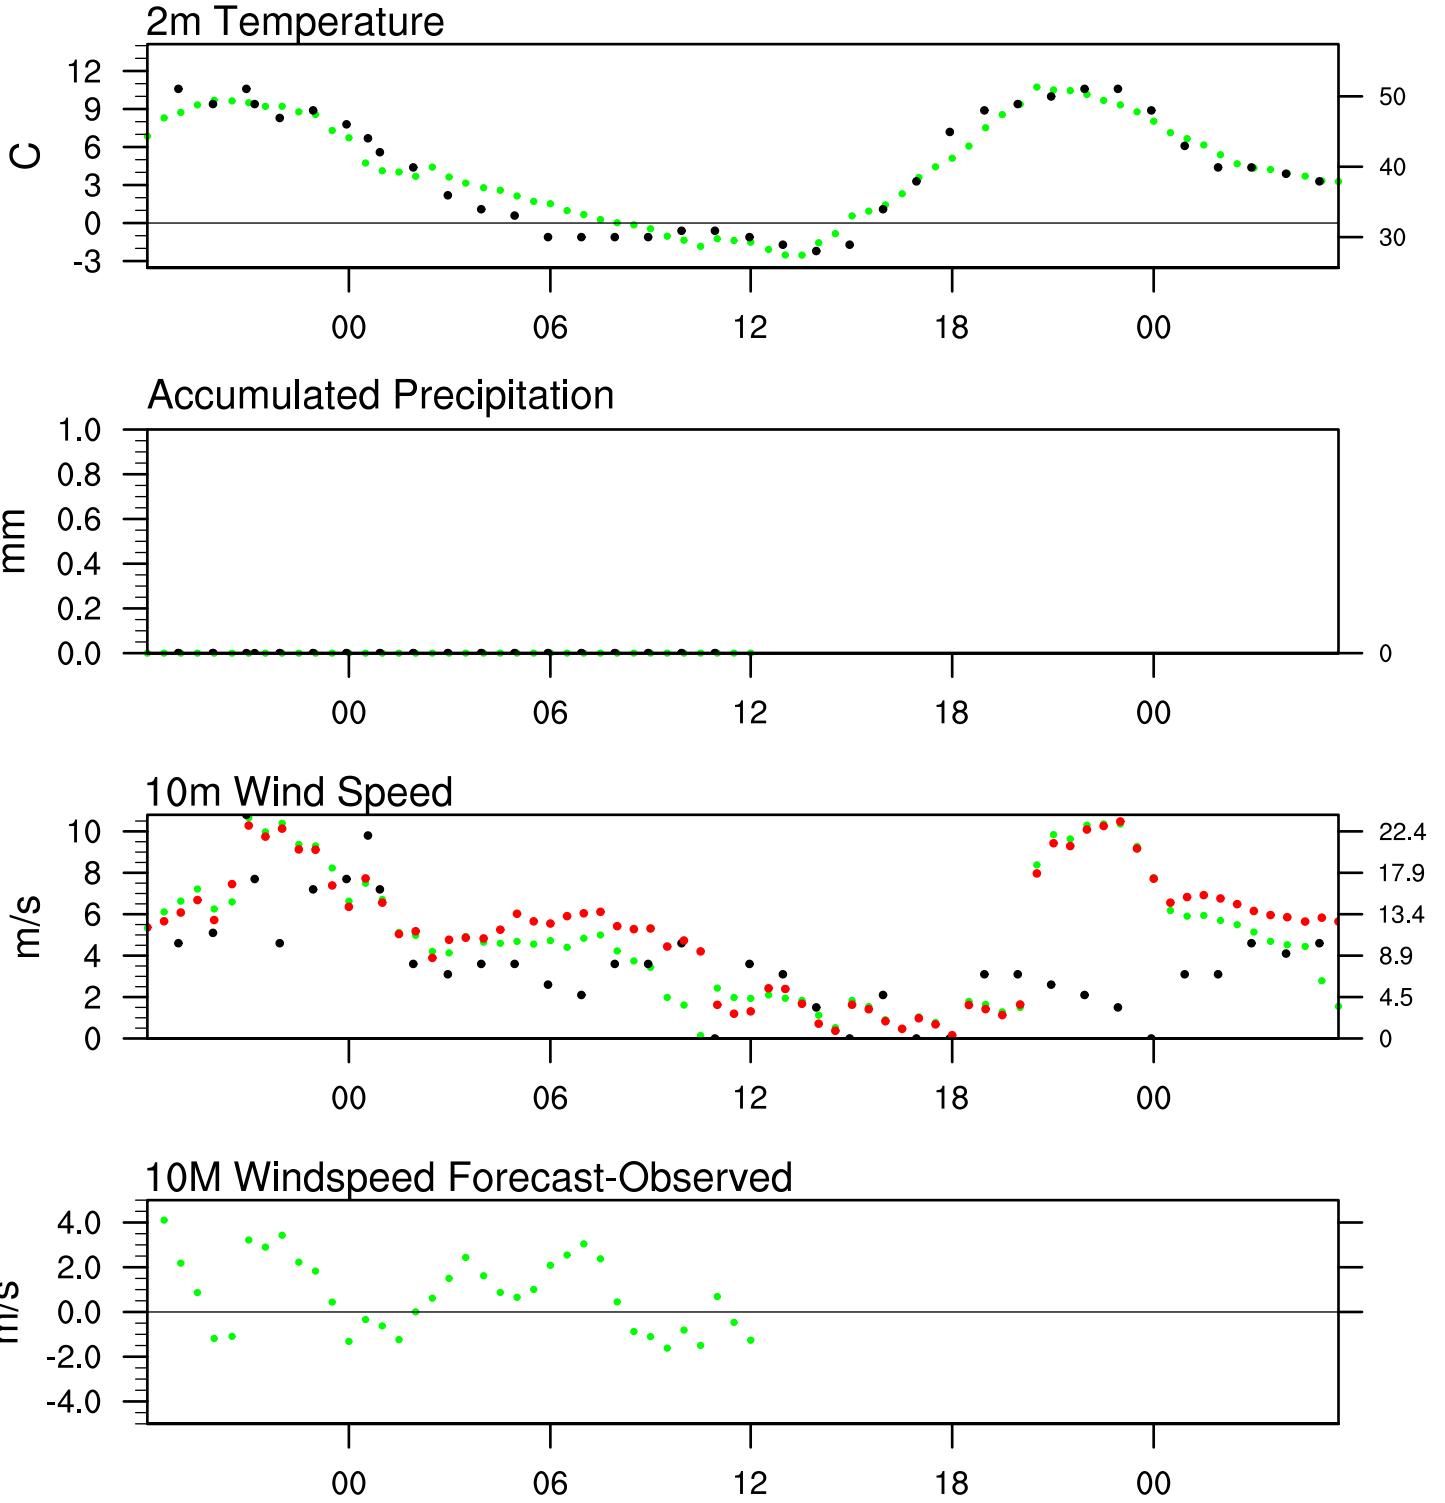 2m Temperature
12
9
6
3
0
-3
C
50
40
30
00 06 12 18 00
Accumulated Precipitation
1.0
0.8
0.6
0.4
0.2
0.0
mm
0
00 06 12 18 00
10m Wind Speed
10
8
6
4
2
0
m/s
22.4
17.9
13.4
8.9
4.5
0
00 06 12 18 00
10M Windspeed Forecast-Observed
4.0
2.0
0.0
-2.0
-4.0
m/s
00 06 12 18 00